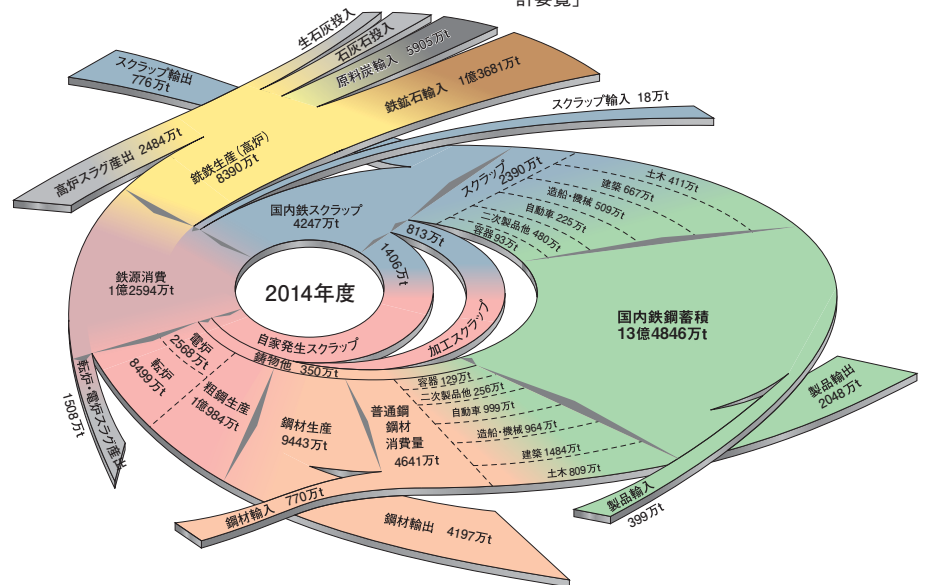 計要覧」
生石灰投入
石灰石投入
原料炭輸入 5905万t
鉄鉱石輸入 1億3681万t
スクラップ輸出
776万t
スクラップ輸入 18万t
高炉スラグ産出 2484万t
銑鉄生産（高炉）
8390万t
国内鉄スクラップ
4247万t
スクラップ
2390万t
土木 411万t
建築 667万t
造船・機械 509万t
自動車 225万t
二次製品他 480万t
容器 93万t
813万t
1406万t
鉄源消費
1億2594万t
2014年度
国内鉄鋼蓄積
13億4846万t
自家発生スクラップ
加工スクラップ
鋳物他 350万t
電炉
2568万t
転炉
8499万t
粗鋼生産
1億984万t
鋼材生産
9443万t
普通鋼
鋼材
消費量
4641万t
容器 129万t
二次製品他 256万t
自動車 999万t
造船・機械 964万t
建築 1484万t
土木 809万t
転炉・電炉スラグ産出
1508万t
製品輸出
2048万t
製品輸入
399万t
鋼材輸入 770万t
鋼材輸出 4197万t